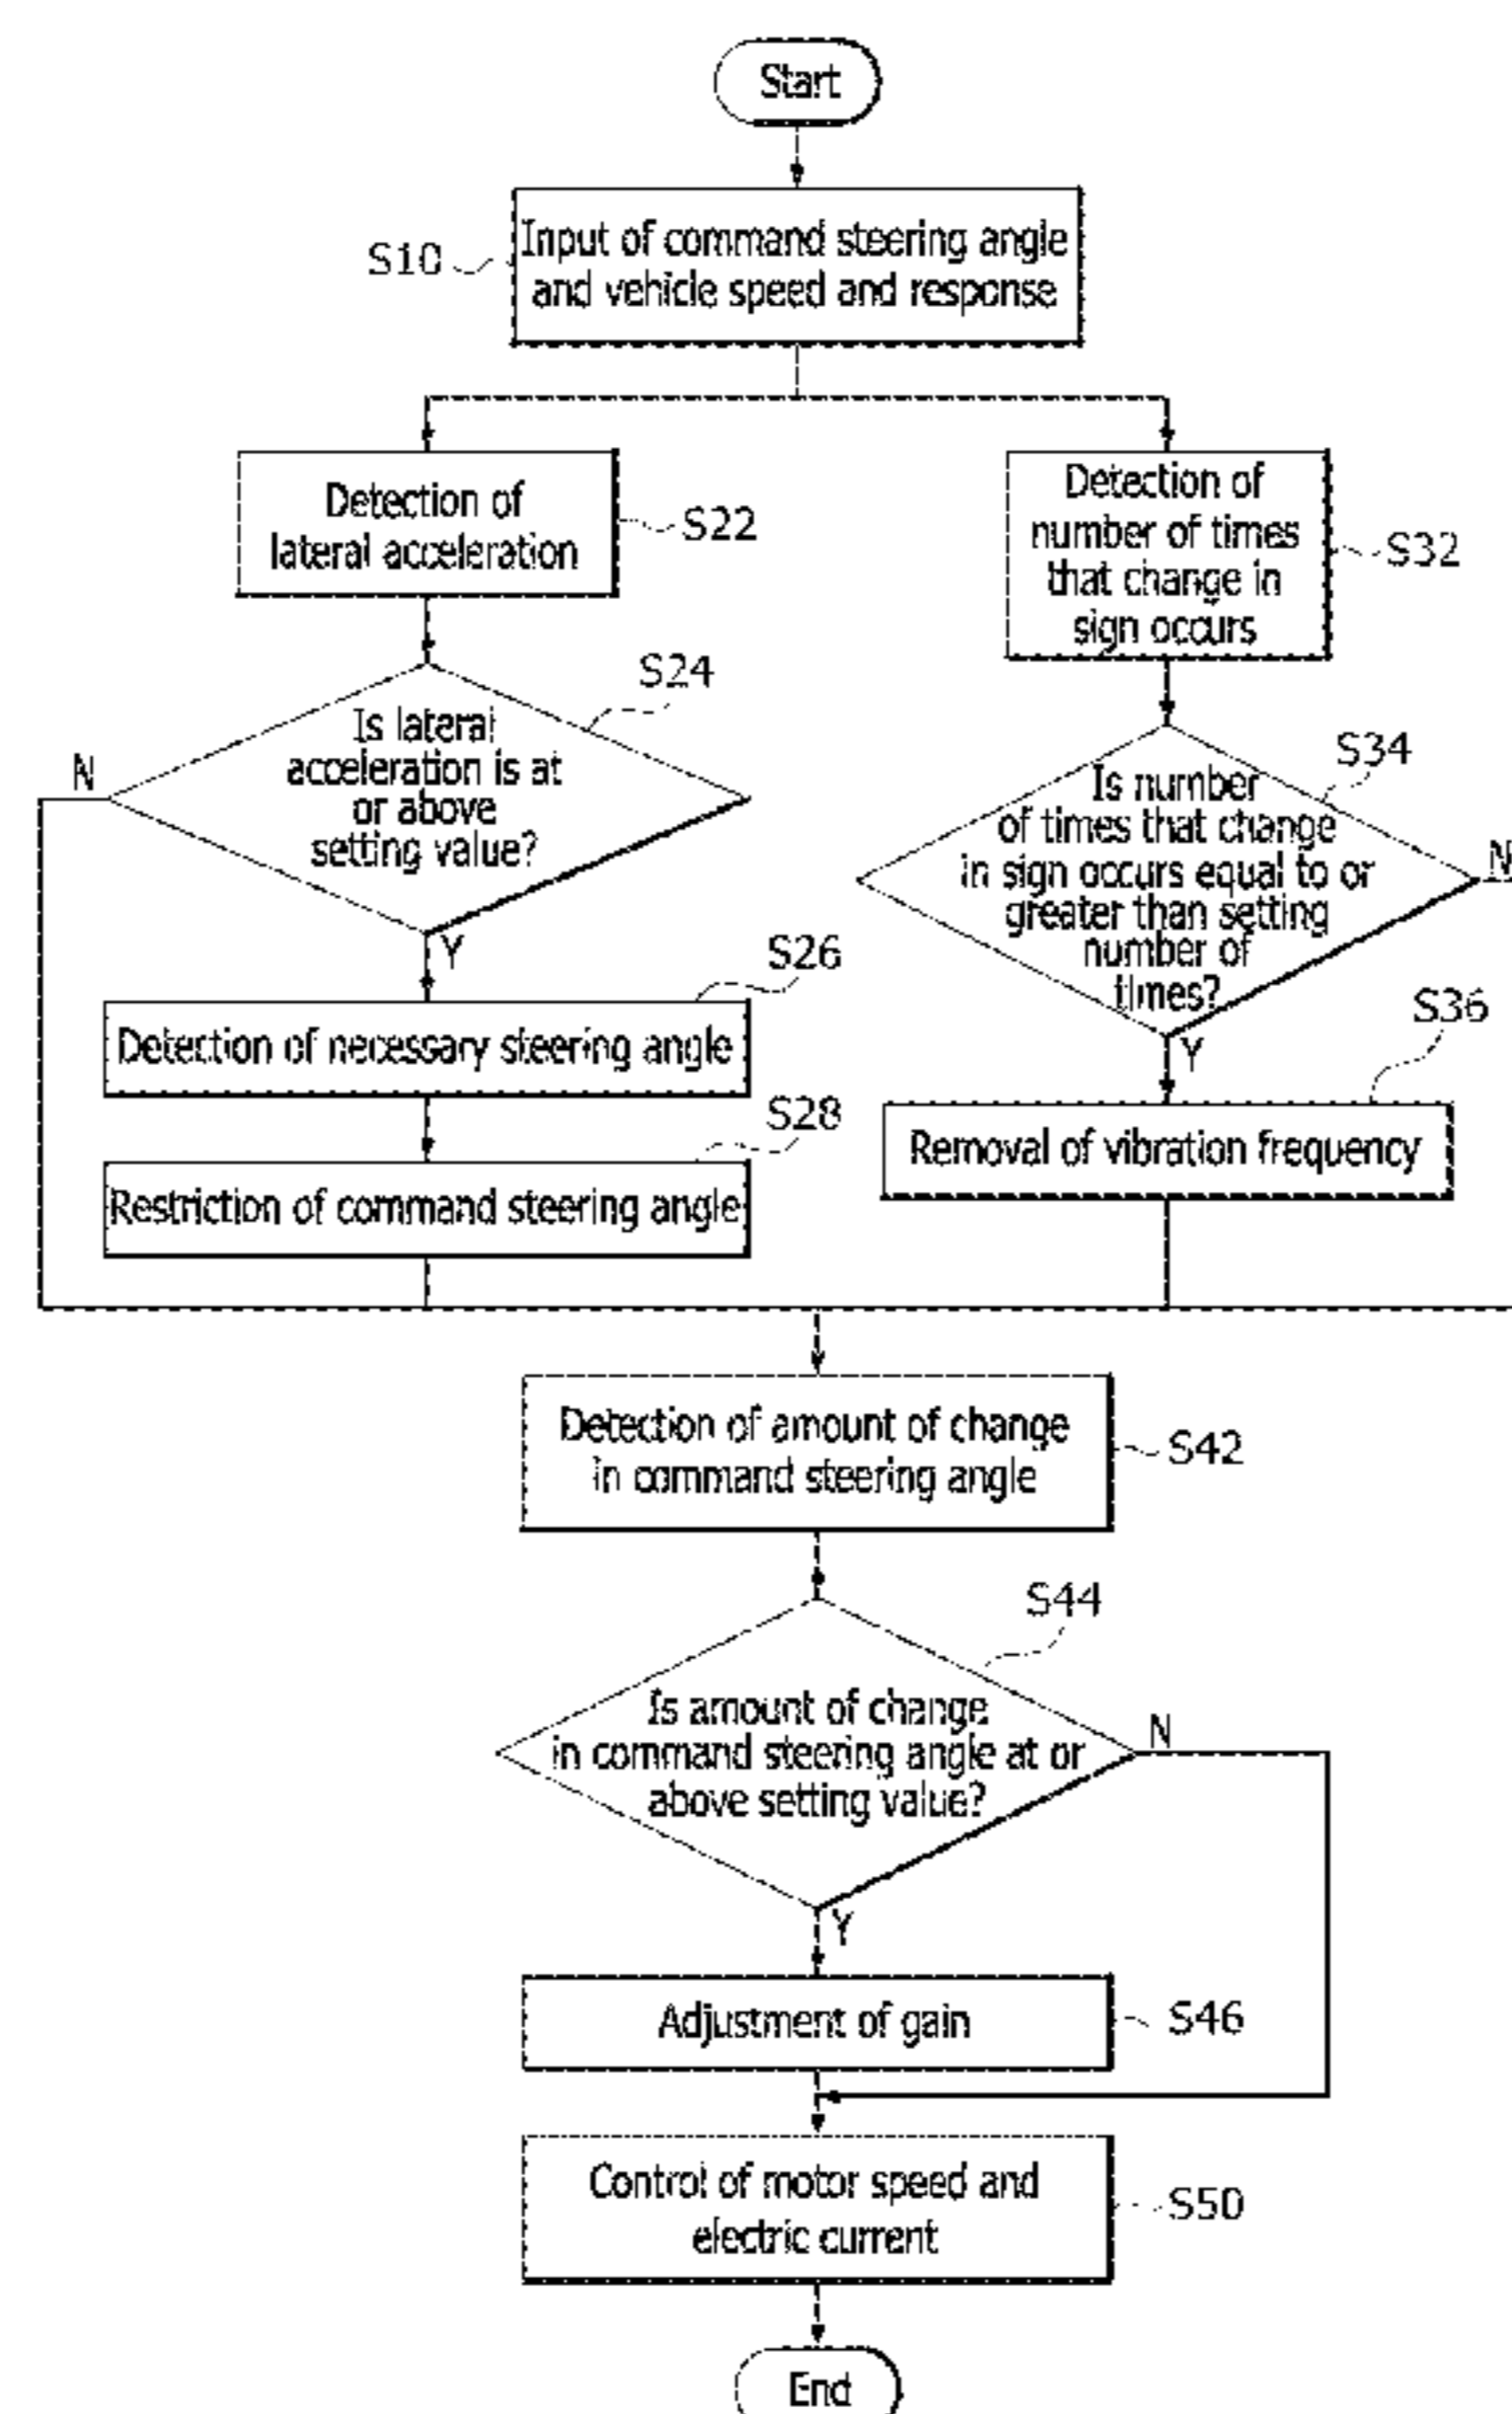 Start
S10
Input of command steering angle
and vehicle speed and response
Detection of
lateral acceleration
S22
Detection of
number of times
that change in
sign occurs
S32
S24
Is lateral
acceleration is at
or above
setting value?
N
Y
S34
Is number
of times that change
in sign occurs equal to or
greater than setting
number of
times?
N
Y
S26
Detection of necessary steering angle
S36
Removal of vibration frequency
S28
Restriction of command steering angle
Detection of amount of change
in command steering angle
S42
S44
Is amount of change
in command steering angle at or
above setting value?
N
Y
Adjustment of gain
S46
Control of motor speed and
electric current
S50
End